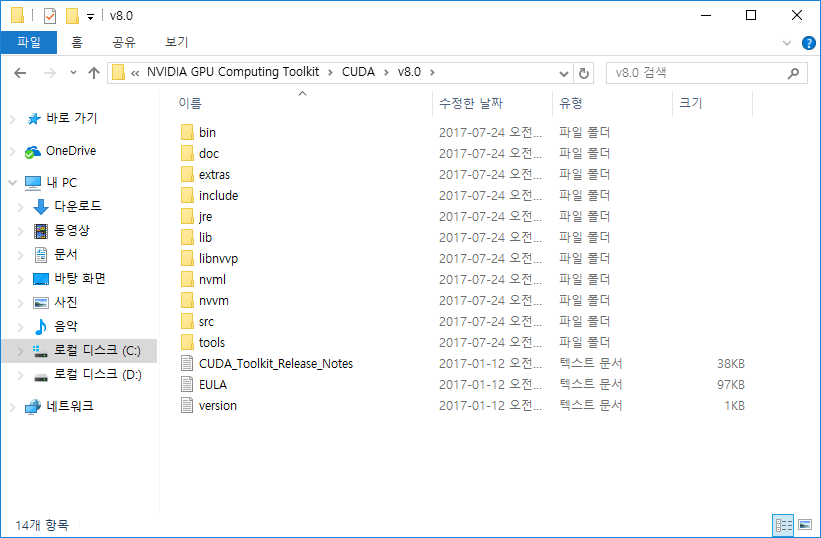 v8.0
파일 홈 공유 보기
« NVIDIA GPU Computing Toolkit › CUDA › v8.0 › v8.0 검색
바로 가기
OneDrive
내 PC
다운로드
동영상
문서
바탕 화면
사진
음악
로컬 디스크 (C:)
로컬 디스크 (D:)
네트워크
이름 수정한 날짜 유형 크기
bin 2017-07-24 오전... 파일 폴더
doc 2017-07-24 오전... 파일 폴더
extras 2017-07-24 오전... 파일 폴더
include 2017-07-24 오전... 파일 폴더
jre 2017-07-24 오전... 파일 폴더
lib 2017-07-24 오전... 파일 폴더
libnvvp 2017-07-24 오전... 파일 폴더
nvml 2017-07-24 오전... 파일 폴더
nvvm 2017-07-24 오전... 파일 폴더
src 2017-07-24 오전... 파일 폴더
tools 2017-07-24 오전... 파일 폴더
CUDA_Toolkit_Release_Notes 2017-01-12 오전... 텍스트 문서 38KB
EULA 2017-01-12 오전... 텍스트 문서 97KB
version 2017-01-12 오전... 텍스트 문서 1KB
14개 항목